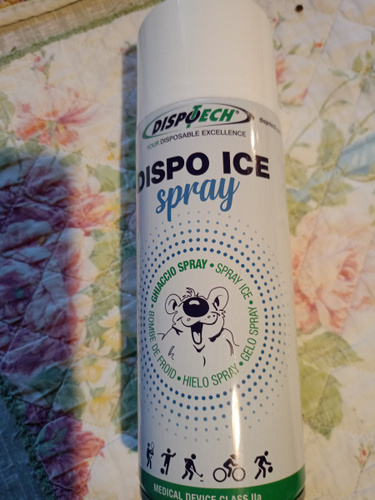 DISPOTECH®
YOUR DISPOSABLE EXCELLENCE
DISPO ICE
spray
GHIACCIO SPRAY • SPRAY ICE • GELO SPRAY • HIELO SPRAY • BOMBE DE FROID •
MEDICAL DEVICE CLASS IIa